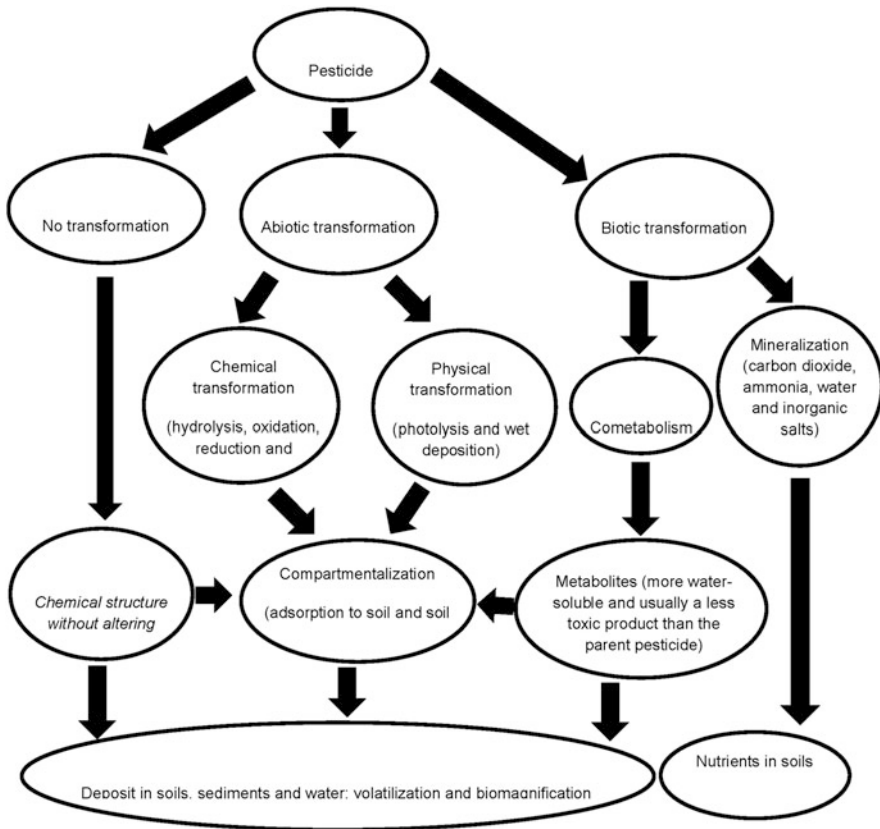 Pesticide
No transformation
Abiotic transformation
Biotic transformation
Chemical
transformation
(hydrolysis, oxidation,
reduction and
Physical
transformation
(photolysis and wet
deposition)
Cometabolism
Mineralization
(carbon dioxide,
ammonia, water
and inorganic
salts)
Chemical structure
without altering
Compartmentalization
(adsorption to soil and soil
Metabolites (more water-
soluble and usually a less
toxic product than the
parent pesticide)
Deposit in soils, sediments and water: volatilization and biomagnification
Nutrients in soils